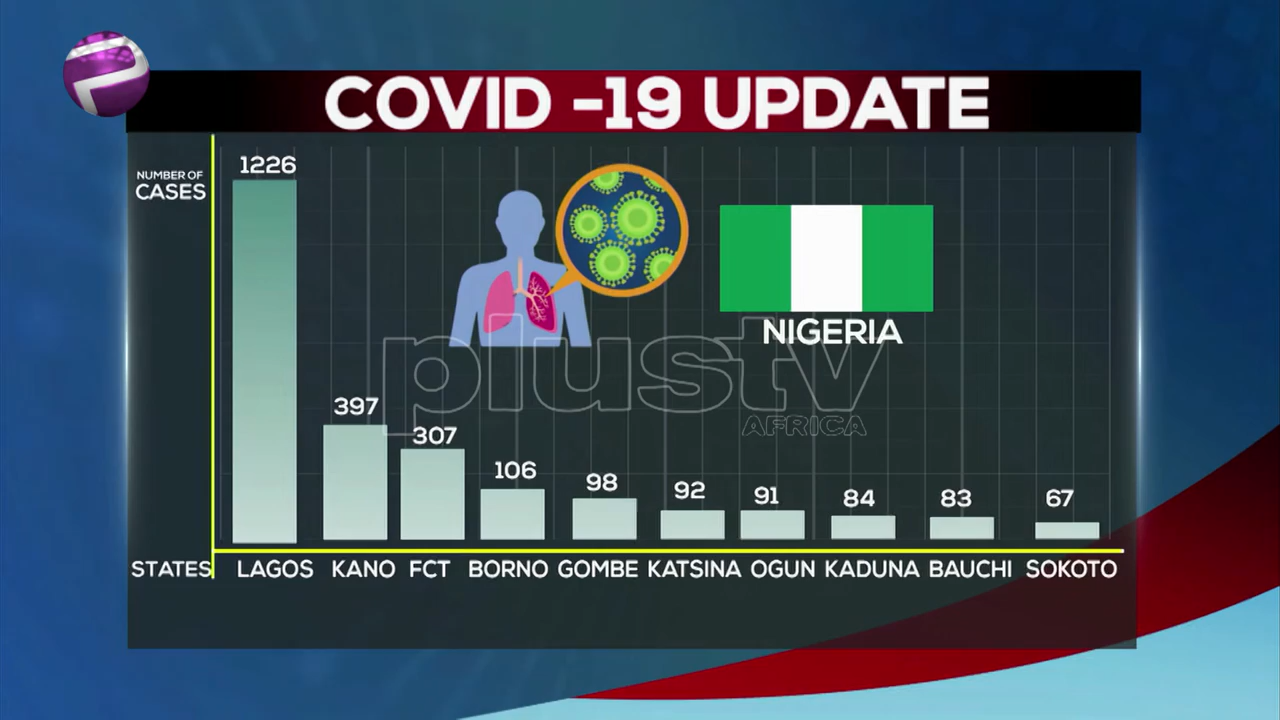 COVID -19 UPDATE
NUMBER OF
CASES
1226
397
307
106
98
92
91
84
83
67
NIGERIA
plustv
AFRICA
STATES
LAGOS
KANO
FCT
BORNO
GOMBE
KATSINA
OGUN
KADUNA
BAUCHI
SOKOTO